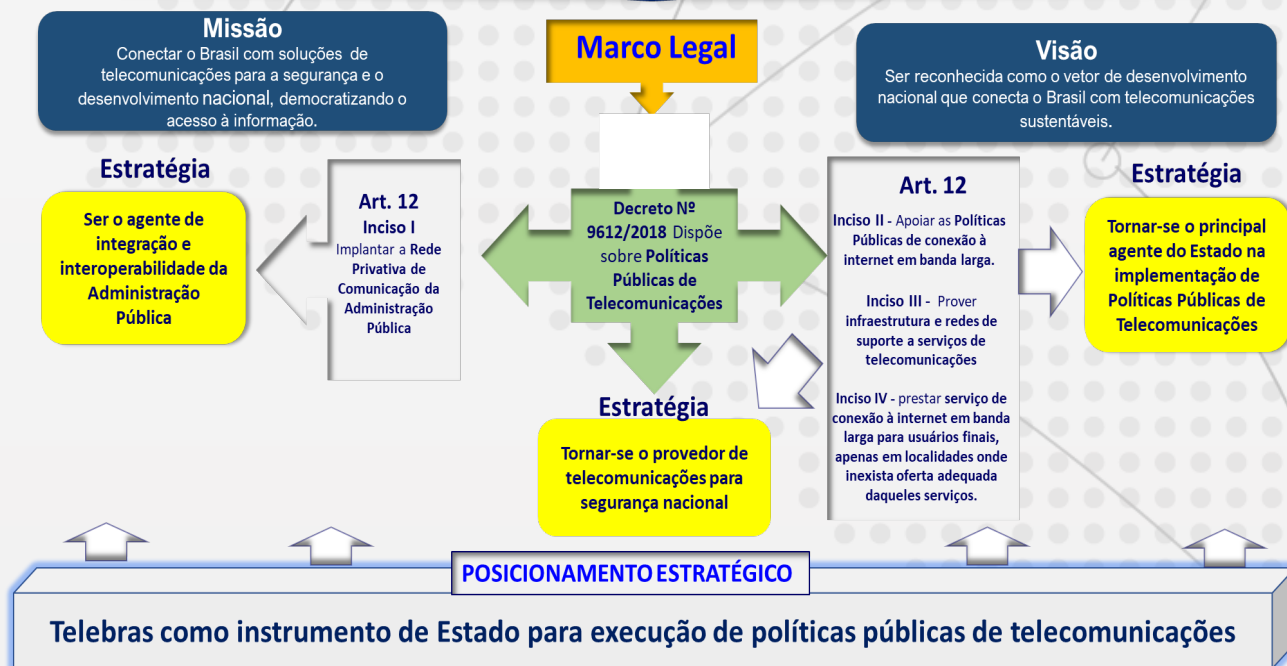 Missão
Conectar o Brasil com soluções de
telecomunicações para a segurança e o
desenvolvimento nacional, democratizando o
acesso à informação.
Marco Legal
Visão
Ser reconhecida como o vetor de desenvolvimento
nacional que conecta o Brasil com telecomunicações
sustentáveis.
Estratégia
Ser o agente de
integração e
interoperabilidade da
Administração
Pública
Art. 12
Inciso I
Implantar a Rede
Privativa de
Comunicação da
Administração
Pública
Decreto Nº
9612/2018 Dispõe
sobre Políticas
Públicas de
Telecomunicações
Art. 12
Inciso II - Apoiar as Políticas
Públicas de conexão à
internet em banda larga.
Inciso III - Prover
infraestrutura e redes de
suporte a serviços de
telecomunicações
Inciso IV - prestar serviço de
conexão à internet em banda
larga para usuários finais,
apenas em localidades onde
inexista oferta adequada
daqueles serviços.
Estratégia
Tornar-se o principal
agente do Estado na
implementação de
Políticas Públicas de
Telecomunicações
Estratégia
Tornar-se o provedor de
telecomunicações para
segurança nacional
POSICIONAMENTO ESTRATÉGICO
Telebras como instrumento de Estado para execução de políticas públicas de telecomunicações